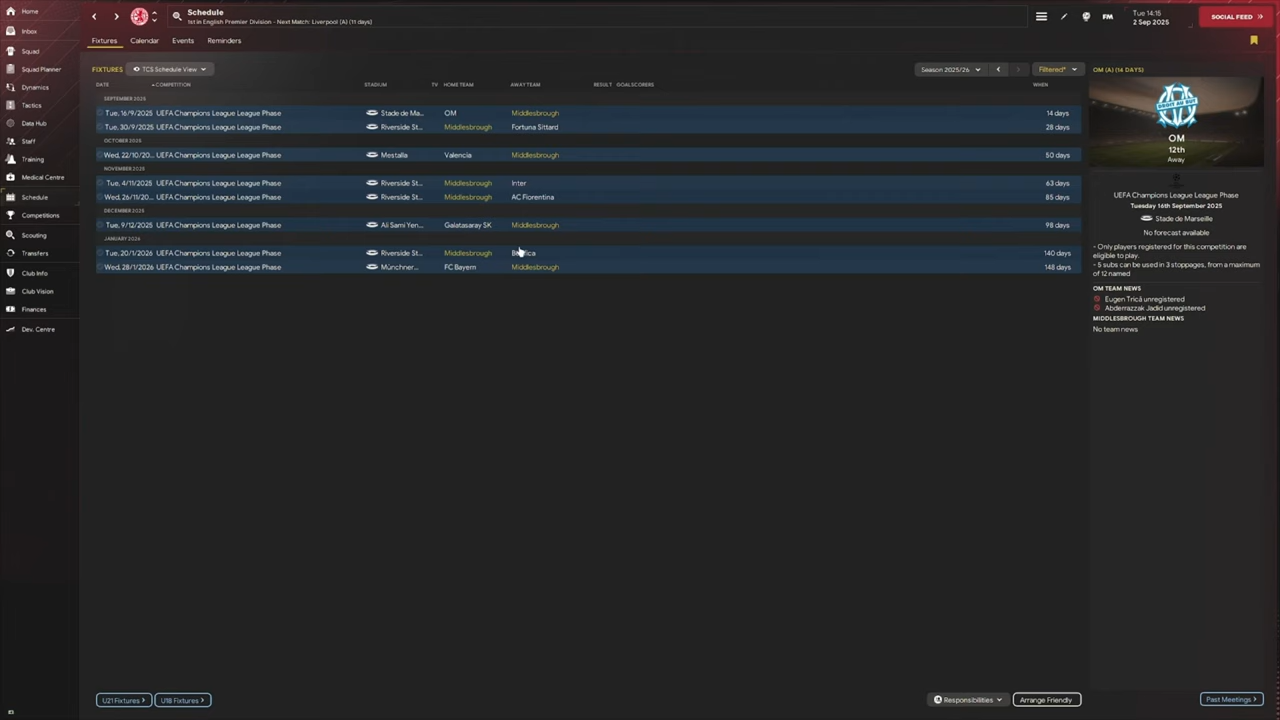 Home
Inbox
Squad
Squad Planner
Dynamics
Tactics
Data Hub
Staff
Training
Medical Centre
Schedule
Competitions
Scouting
Transfers
Club Info
Club Vision
Finances
Dev. Centre
Schedule
1st in English Premier Division - Next Match: Liverpool (A) (11 days)
FM
Tue 14:15
2 Sep 2025
SOCIAL FEED
Fixtures Calendar Events Reminders
FIXTURES TCS Schedule View
Season 2025/26 Filtered*
DATE COMPETITION STADIUM TV HOME TEAM AWAY TEAM RESULT GOALSCORERS WHEN
SEPTEMBER 2025
Tue, 16/9/2025 UEFA Champions League League Phase Stade de Ma... OM Middlesbrough 14 days
Tue, 30/9/2025 UEFA Champions League League Phase Riverside St... Middlesbrough Fortuna Sittard 28 days
OCTOBER 2025
Wed, 22/10/20... UEFA Champions League League Phase Mestalla Valencia Middlesbrough 50 days
NOVEMBER 2025
Tue, 4/11/2025 UEFA Champions League League Phase Riverside St... Middlesbrough Inter 63 days
Wed, 26/11/20... UEFA Champions League League Phase Riverside St... Middlesbrough AC Fiorentina 85 days
DECEMBER 2025
Tue, 9/12/2025 UEFA Champions League League Phase Ali Sami Yen... Galatasaray SK Middlesbrough 98 days
JANUARY 2026
Tue, 20/1/2026 UEFA Champions League League Phase Riverside St... Middlesbrough 140 days
Wed, 28/1/2026 UEFA Champions League League Phase Münchner... FC Bayern Middlesbrough 148 days
OM (A) (14 DAYS)
DROIT AU BUT
OM
12th
Away
UEFA Champions League League Phase
Tuesday 16th September 2025
Stade de Marseille
No forecast available
- Only players registered for this competition are
eligible to play.
- 5 subs can be used in 3 stoppages, from a maximum
of 12 named
OM TEAM NEWS
Eugen Tricå unregistered
Abderrazzak Jadid unregistered
MIDDLESBROUGH TEAM NEWS
No team news
U21 Fixtures > U18 Fixtures >
Responsibilities
Arrange Friendly
Past Meetings >